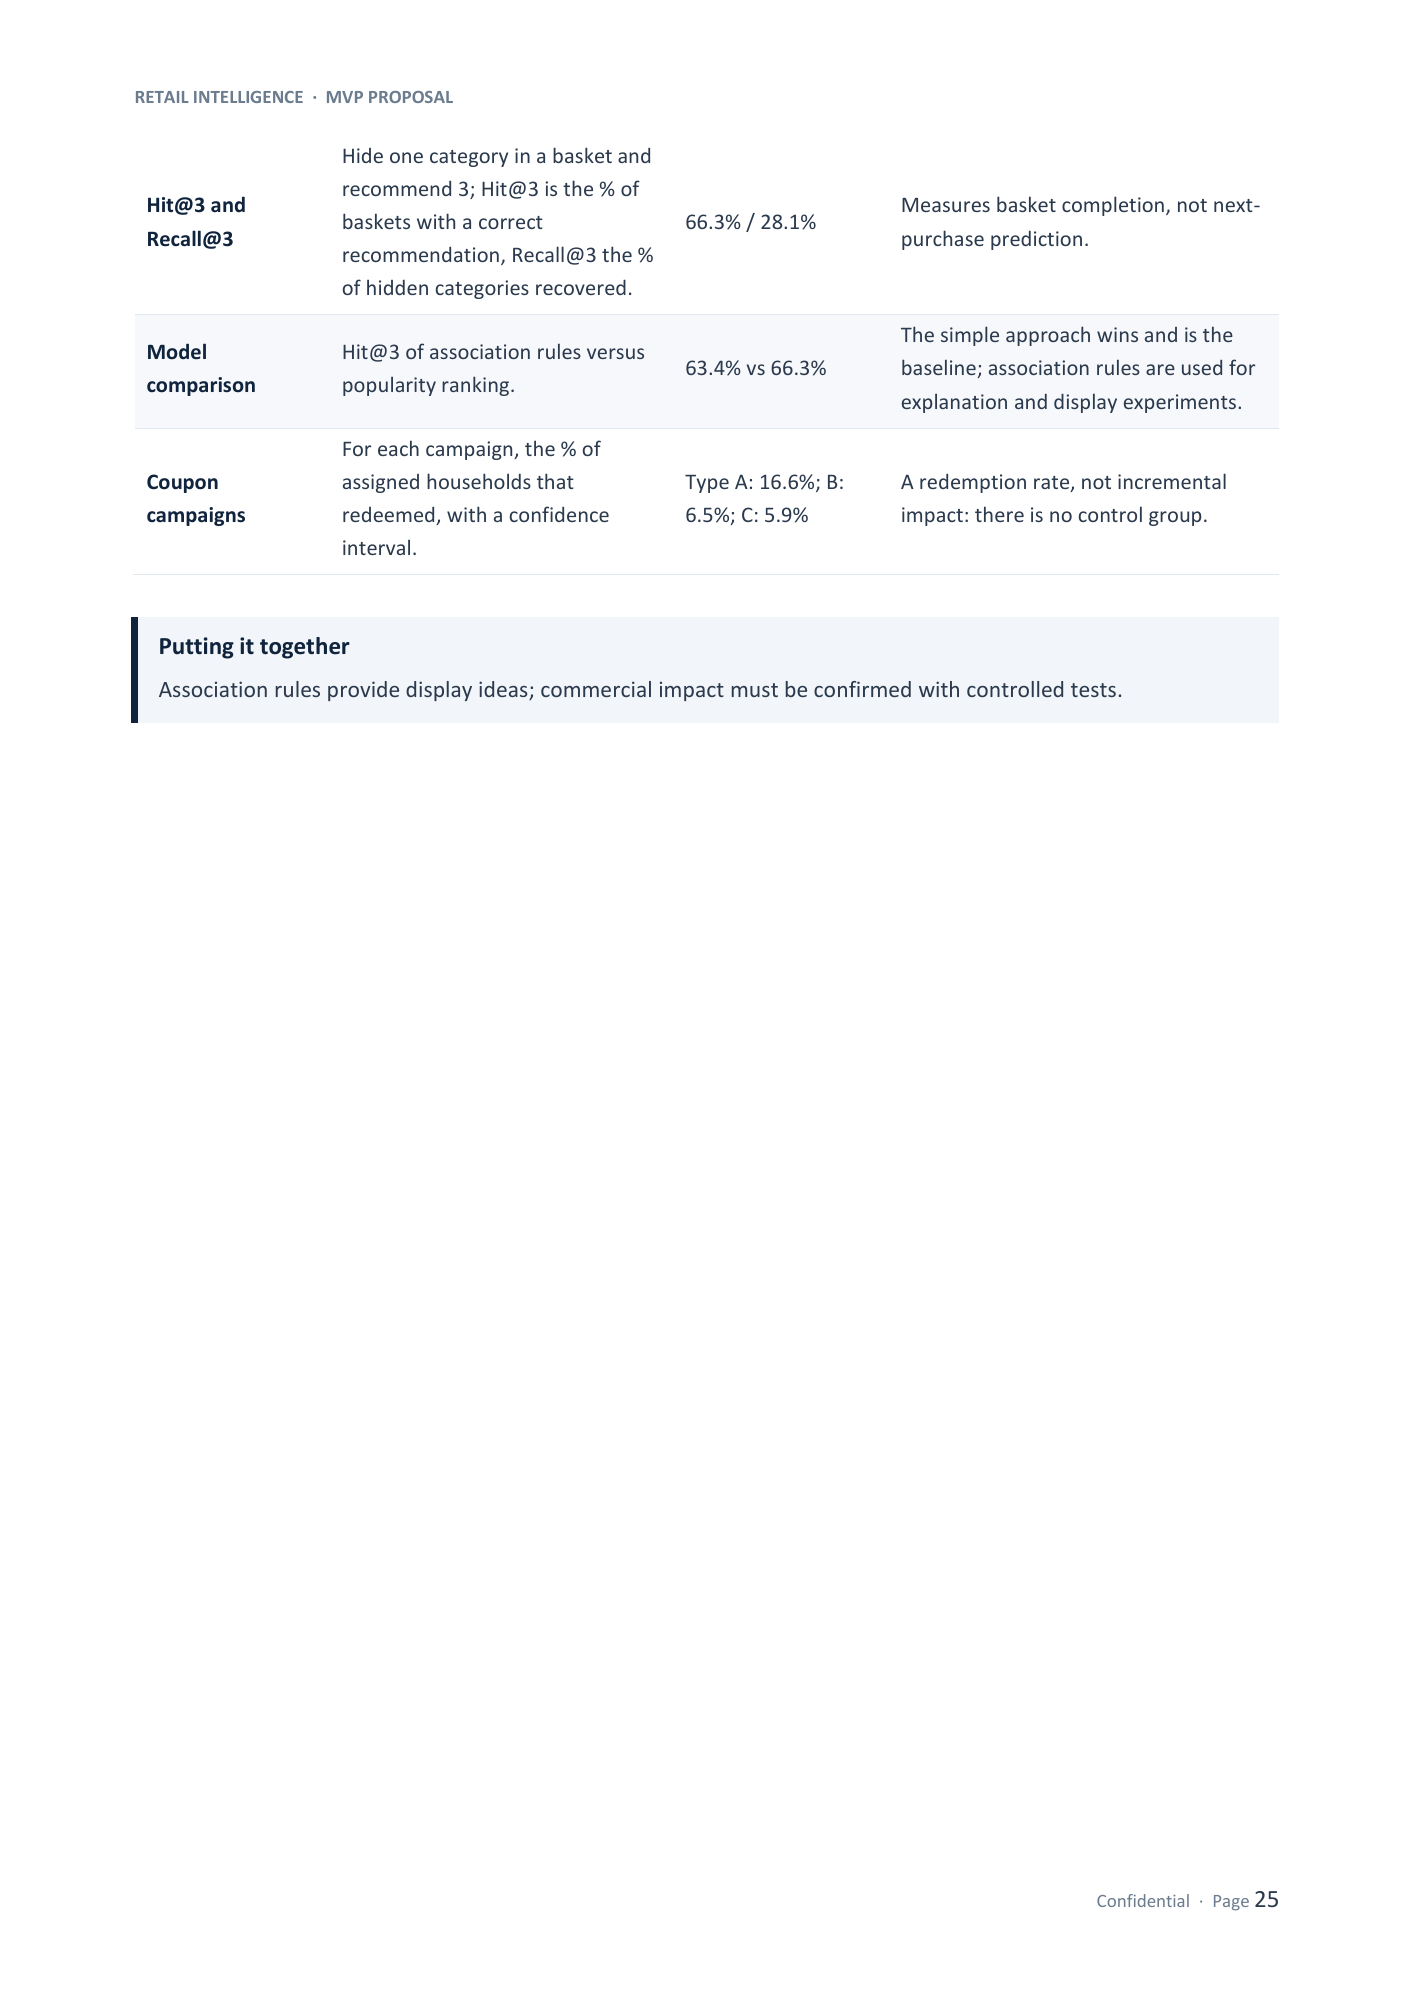 RETAIL INTELLIGENCE · MVP PROPOSAL
Hit@3 and
Recall@3
Hide one category in a basket and
recommend 3; Hit@3 is the % of
baskets with a correct
recommendation, Recall@3 the %
of hidden categories recovered.
66.3% / 28.1%
Measures basket completion, not next-
purchase prediction.
Model
comparison
Hit@3 of association rules versus
popularity ranking.
63.4% vs 66.3%
The simple approach wins and is the
baseline; association rules are used for
explanation and display experiments.
Coupon
campaigns
For each campaign, the % of
assigned households that
redeemed, with a confidence
interval.
Type A: 16.6%; B:
6.5%; C: 5.9%
A redemption rate, not incremental
impact: there is no control group.
Putting it together
Association rules provide display ideas; commercial impact must be confirmed with controlled tests.
Confidential · Page 25